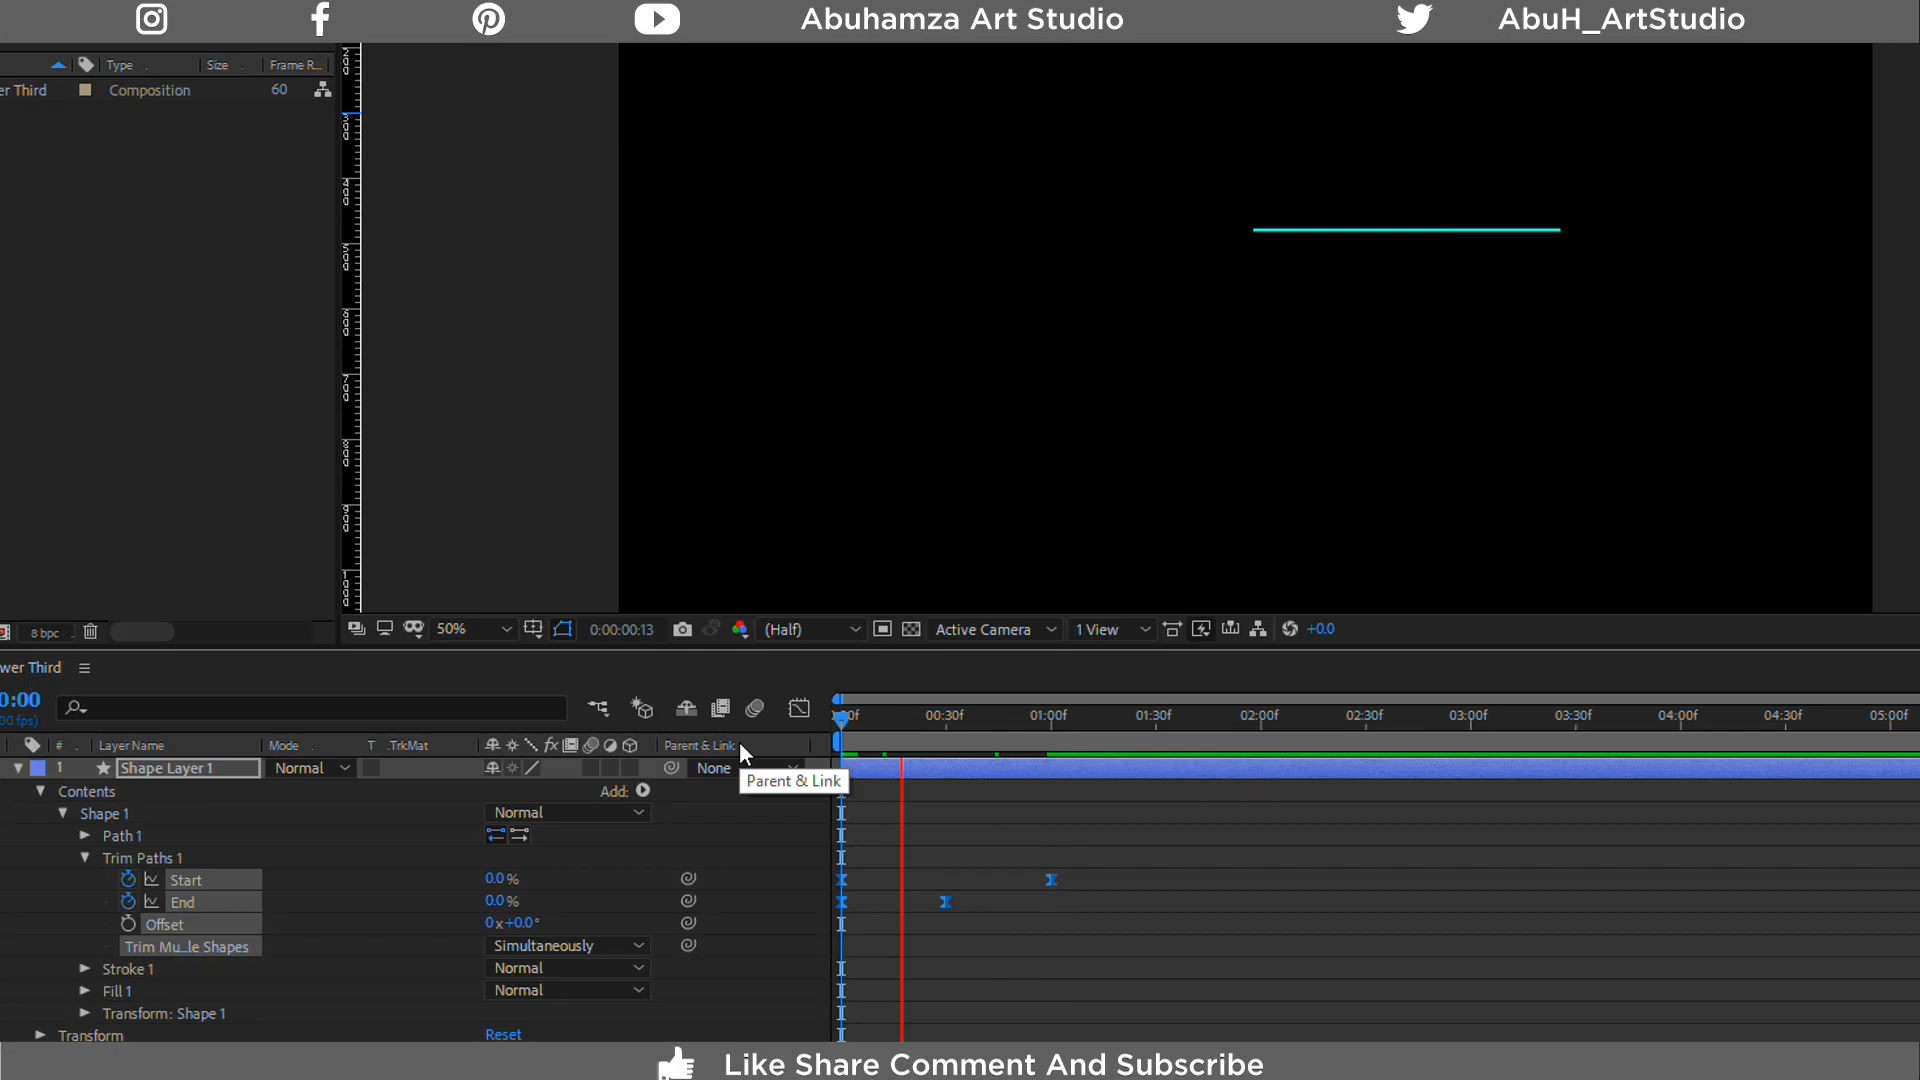 Abuhamza Art Studio
AbuH_ArtStudio
Type
Size
Frame R...
er Third
Composition
60
8 bpc
50%
0:00:00:13
(Half)
Active Camera
1 View
+0.0
wer Third
0:00
00 fps)
00:30f
01:00f
01:30f
02:00f
02:30f
03:00f
03:30f
04:00f
04:30f
05:00f
#
Layer Name
Mode
T
.TrkMat
fx
Parent & Link
1
Shape Layer 1
Normal
None
Parent & Link
Contents
Add:
Shape 1
Normal
Path 1
Trim Paths 1
Start
0.0 %
End
0.0 %
Offset
0x+0.0°
Trim Mu...le Shapes
Simultaneously
Stroke 1
Normal
Fill 1
Normal
Transform: Shape 1
Transform
Reset
Like Share Comment And Subscribe